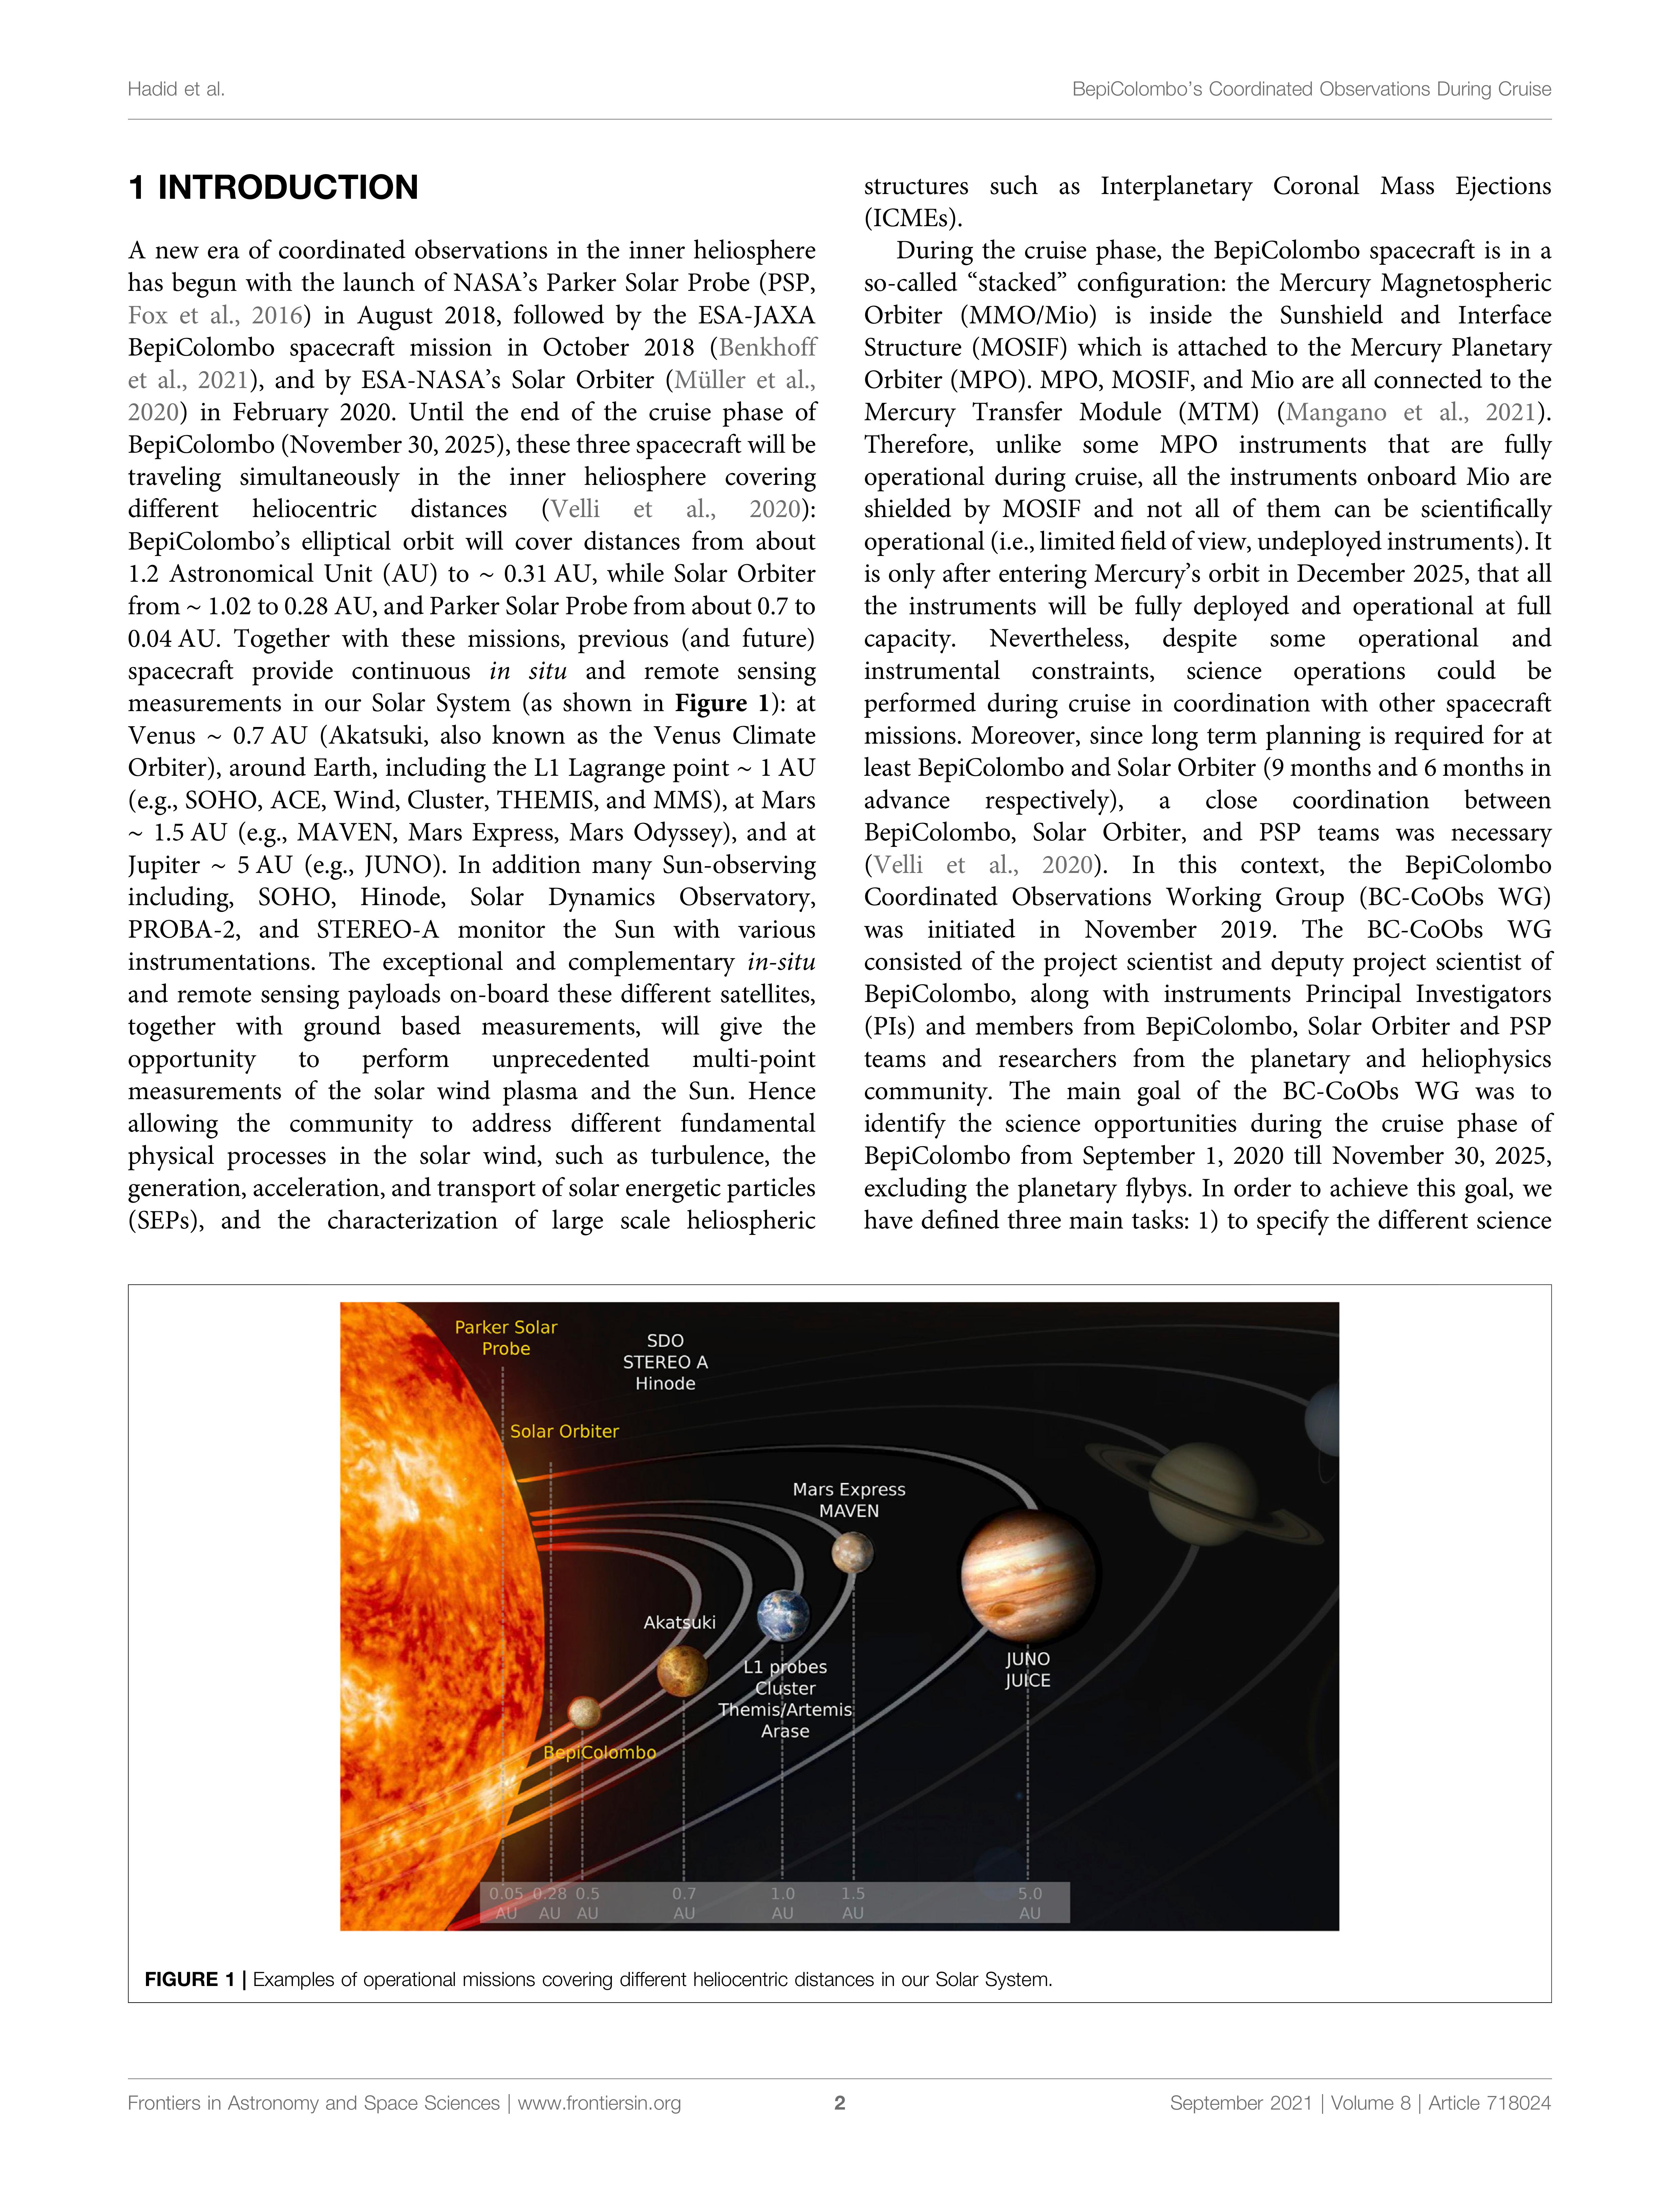 Hadid et al.
BepiColombo's Coordinated Observations During Cruise
1 INTRODUCTION
A new era of coordinated observations in the inner heliosphere
has begun with the launch of NASA's Parker Solar Probe (PSP,
Fox et al., 2016) in August 2018, followed by the ESA-JAXA
BepiColombo spacecraft mission in October 2018 (Benkhoff
et al., 2021), and by ESA-NASA's Solar Orbiter (Müller et al.,
2020) in February 2020. Until the end of the cruise phase of
BepiColombo (November 30, 2025), these three spacecraft will be
traveling simultaneously in the inner heliosphere covering
different heliocentric distances (Velli et al., 2020):
BepiColombo's elliptical orbit will cover distances from about
1.2 Astronomical Unit (AU) to ~ 0.31 AU, while Solar Orbiter
from ~ 1.02 to 0.28 AU, and Parker Solar Probe from about 0.7 to
0.04 AU. Together with these missions, previous (and future)
spacecraft provide continuous in situ and remote sensing
measurements in our Solar System (as shown in Figure 1): at
Venus ~ 0.7 AU (Akatsuki, also known as the Venus Climate
Orbiter), around Earth, including the L1 Lagrange point ~ 1 AU
(e.g., SOHO, ACE, Wind, Cluster, THEMIS, and MMS), at Mars
~ 1.5 AU (e.g., MAVEN, Mars Express, Mars Odyssey), and at
Jupiter ~ 5 AU (e.g., JUNO). In addition many Sun-observing
including, SOHO, Hinode, Solar Dynamics Observatory,
PROBA-2, and STEREO-A monitor the Sun with various
instrumentations. The exceptional and complementary in-situ
and remote sensing payloads on-board these different satellites,
together with ground based measurements, will give the
opportunity to perform unprecedented multi-point
measurements of the solar wind plasma and the Sun. Hence
allowing the community to address different fundamental
physical processes in the solar wind, such as turbulence, the
generation, acceleration, and transport of solar energetic particles
(SEPs), and the characterization of large scale heliospheric
structures such as Interplanetary Coronal Mass Ejections
(ICMEs).
During the cruise phase, the BepiColombo spacecraft is in a
so-called “stacked” configuration: the Mercury Magnetospheric
Orbiter (MMO/Mio) is inside the Sunshield and Interface
Structure (MOSIF) which is attached to the Mercury Planetary
Orbiter (MPO). MPO, MOSIF, and Mio are all connected to the
Mercury Transfer Module (MTM) (Mangano et al., 2021).
Therefore, unlike some MPO instruments that are fully
operational during cruise, all the instruments onboard Mio are
shielded by MOSIF and not all of them can be scientifically
operational (i.e., limited field of view, undeployed instruments). It
is only after entering Mercury's orbit in December 2025, that all
the instruments will be fully deployed and operational at full
capacity. Nevertheless, despite some operational and
instrumental constraints, science operations could be
performed during cruise in coordination with other spacecraft
missions. Moreover, since long term planning is required for at
least BepiColombo and Solar Orbiter (9 months and 6 months in
advance respectively), a close coordination between
BepiColombo, Solar Orbiter, and PSP teams was necessary
(Velli et al., 2020). In this context, the BepiColombo
Coordinated Observations Working Group (BC-CoObs WG)
was initiated in November 2019. The BC-CoObs WG
consisted of the project scientist and deputy project scientist of
BepiColombo, along with instruments Principal Investigators
(PIs) and members from BepiColombo, Solar Orbiter and PSP
teams and researchers from the planetary and heliophysics
community. The main goal of the BC-CoObs WG was to
identify the science opportunities during the cruise phase of
BepiColombo from September 1, 2020 till November 30, 2025,
excluding the planetary flybys. In order to achieve this goal, we
have defined three main tasks: 1) to specify the different science
Parker Solar
Probe
SDO
STEREO A
Hinode
Solar Orbiter
Mars Express
MAVEN
Akatsuki
L1 probes
Cluster
Themis/Artemis
Arase
JUNO
JUICE
BepiColombo
0.05 0.28 0.5 0.7 1.0 1.5 5.0
AU AU AU AU AU AU AU
FIGURE 1 | Examples of operational missions covering different heliocentric distances in our Solar System.
Frontiers in Astronomy and Space Sciences | www.frontiersin.org
2
September 2021 | Volume 8 | Article 718024